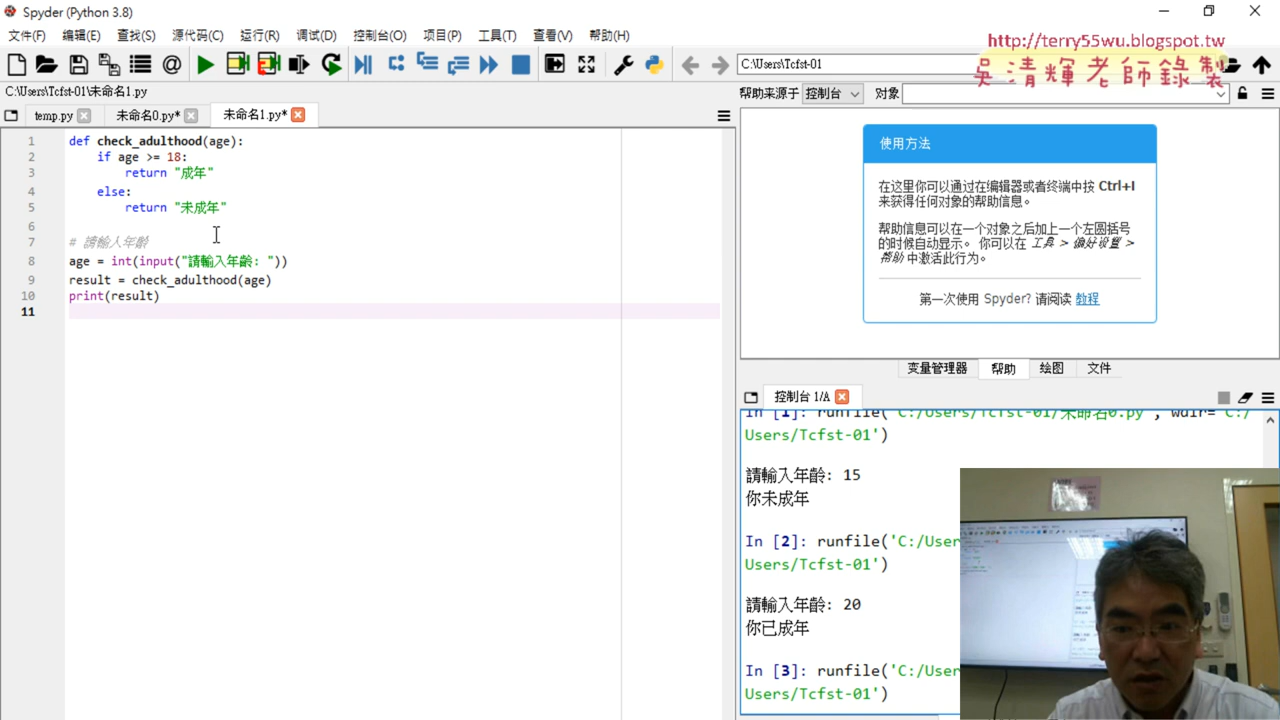 Spyder (Python 3.8)
文件(F) 编辑(E) 查找(S) 源代码(C) 运行(R) 调试(D) 控制台(O) 项目(P) 工具(T) 查看(V) 帮助(H)
http://terry55wu.blogspot.tw
吳清輝老師錄製
C:\Users\Tcfst-01
C:\Users\Tcfst-01\未命名1.py
帮助来源于 控制台 对象
temp.py 未命名0.py* 未命名1.py*
1 def check_adulthood(age):
2 if age >= 18:
3 return "成年"
4 else:
5 return "未成年"
6
7 # 請輸入年齡
8 age = int(input("請輸入年齡: "))
9 result = check_adulthood(age)
10 print(result)
11
使用方法
在这里你可以通过在编辑器或者终端中按 Ctrl+I
来获得任何对象的帮助信息。
帮助信息可以在一个对象之后加上一个左圆括号
的时候自动显示。 你可以在 工具 > 偏好设置 >
帮助 中激活此行为。
第一次使用 Spyder? 请阅读 教程
变量管理器 帮助 绘图 文件
控制台 1/A
In [1]: runfile('C:/Users/Tcfst-01/未命名0.py', wdir='C:/
Users/Tcfst-01')
請輸入年齡: 15
你未成年
In [2]: runfile('C:/User
Users/Tcfst-01')
請輸入年齡: 20
你已成年
In [3]: runfile('C:/User
Users/Tcfst-01')